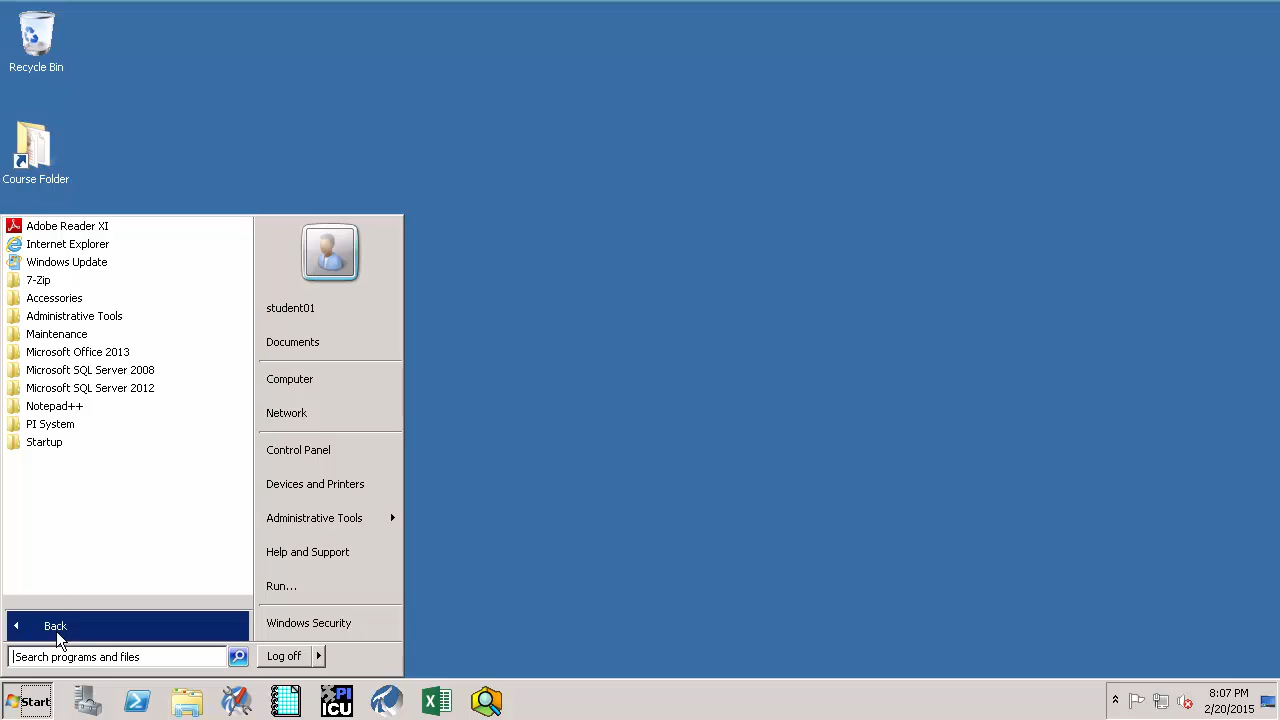 Recycle Bin
Course Folder
Adobe Reader XI
Internet Explorer
Windows Update
7-Zip
Accessories
Administrative Tools
Maintenance
Microsoft Office 2013
Microsoft SQL Server 2008
Microsoft SQL Server 2012
Notepad++
PI System
Startup
Back
Search programs and files
student01
Documents
Computer
Network
Control Panel
Devices and Printers
Administrative Tools
Help and Support
Run...
Windows Security
Log off
Start
PI
ICU
8:07 PM
2/20/2015